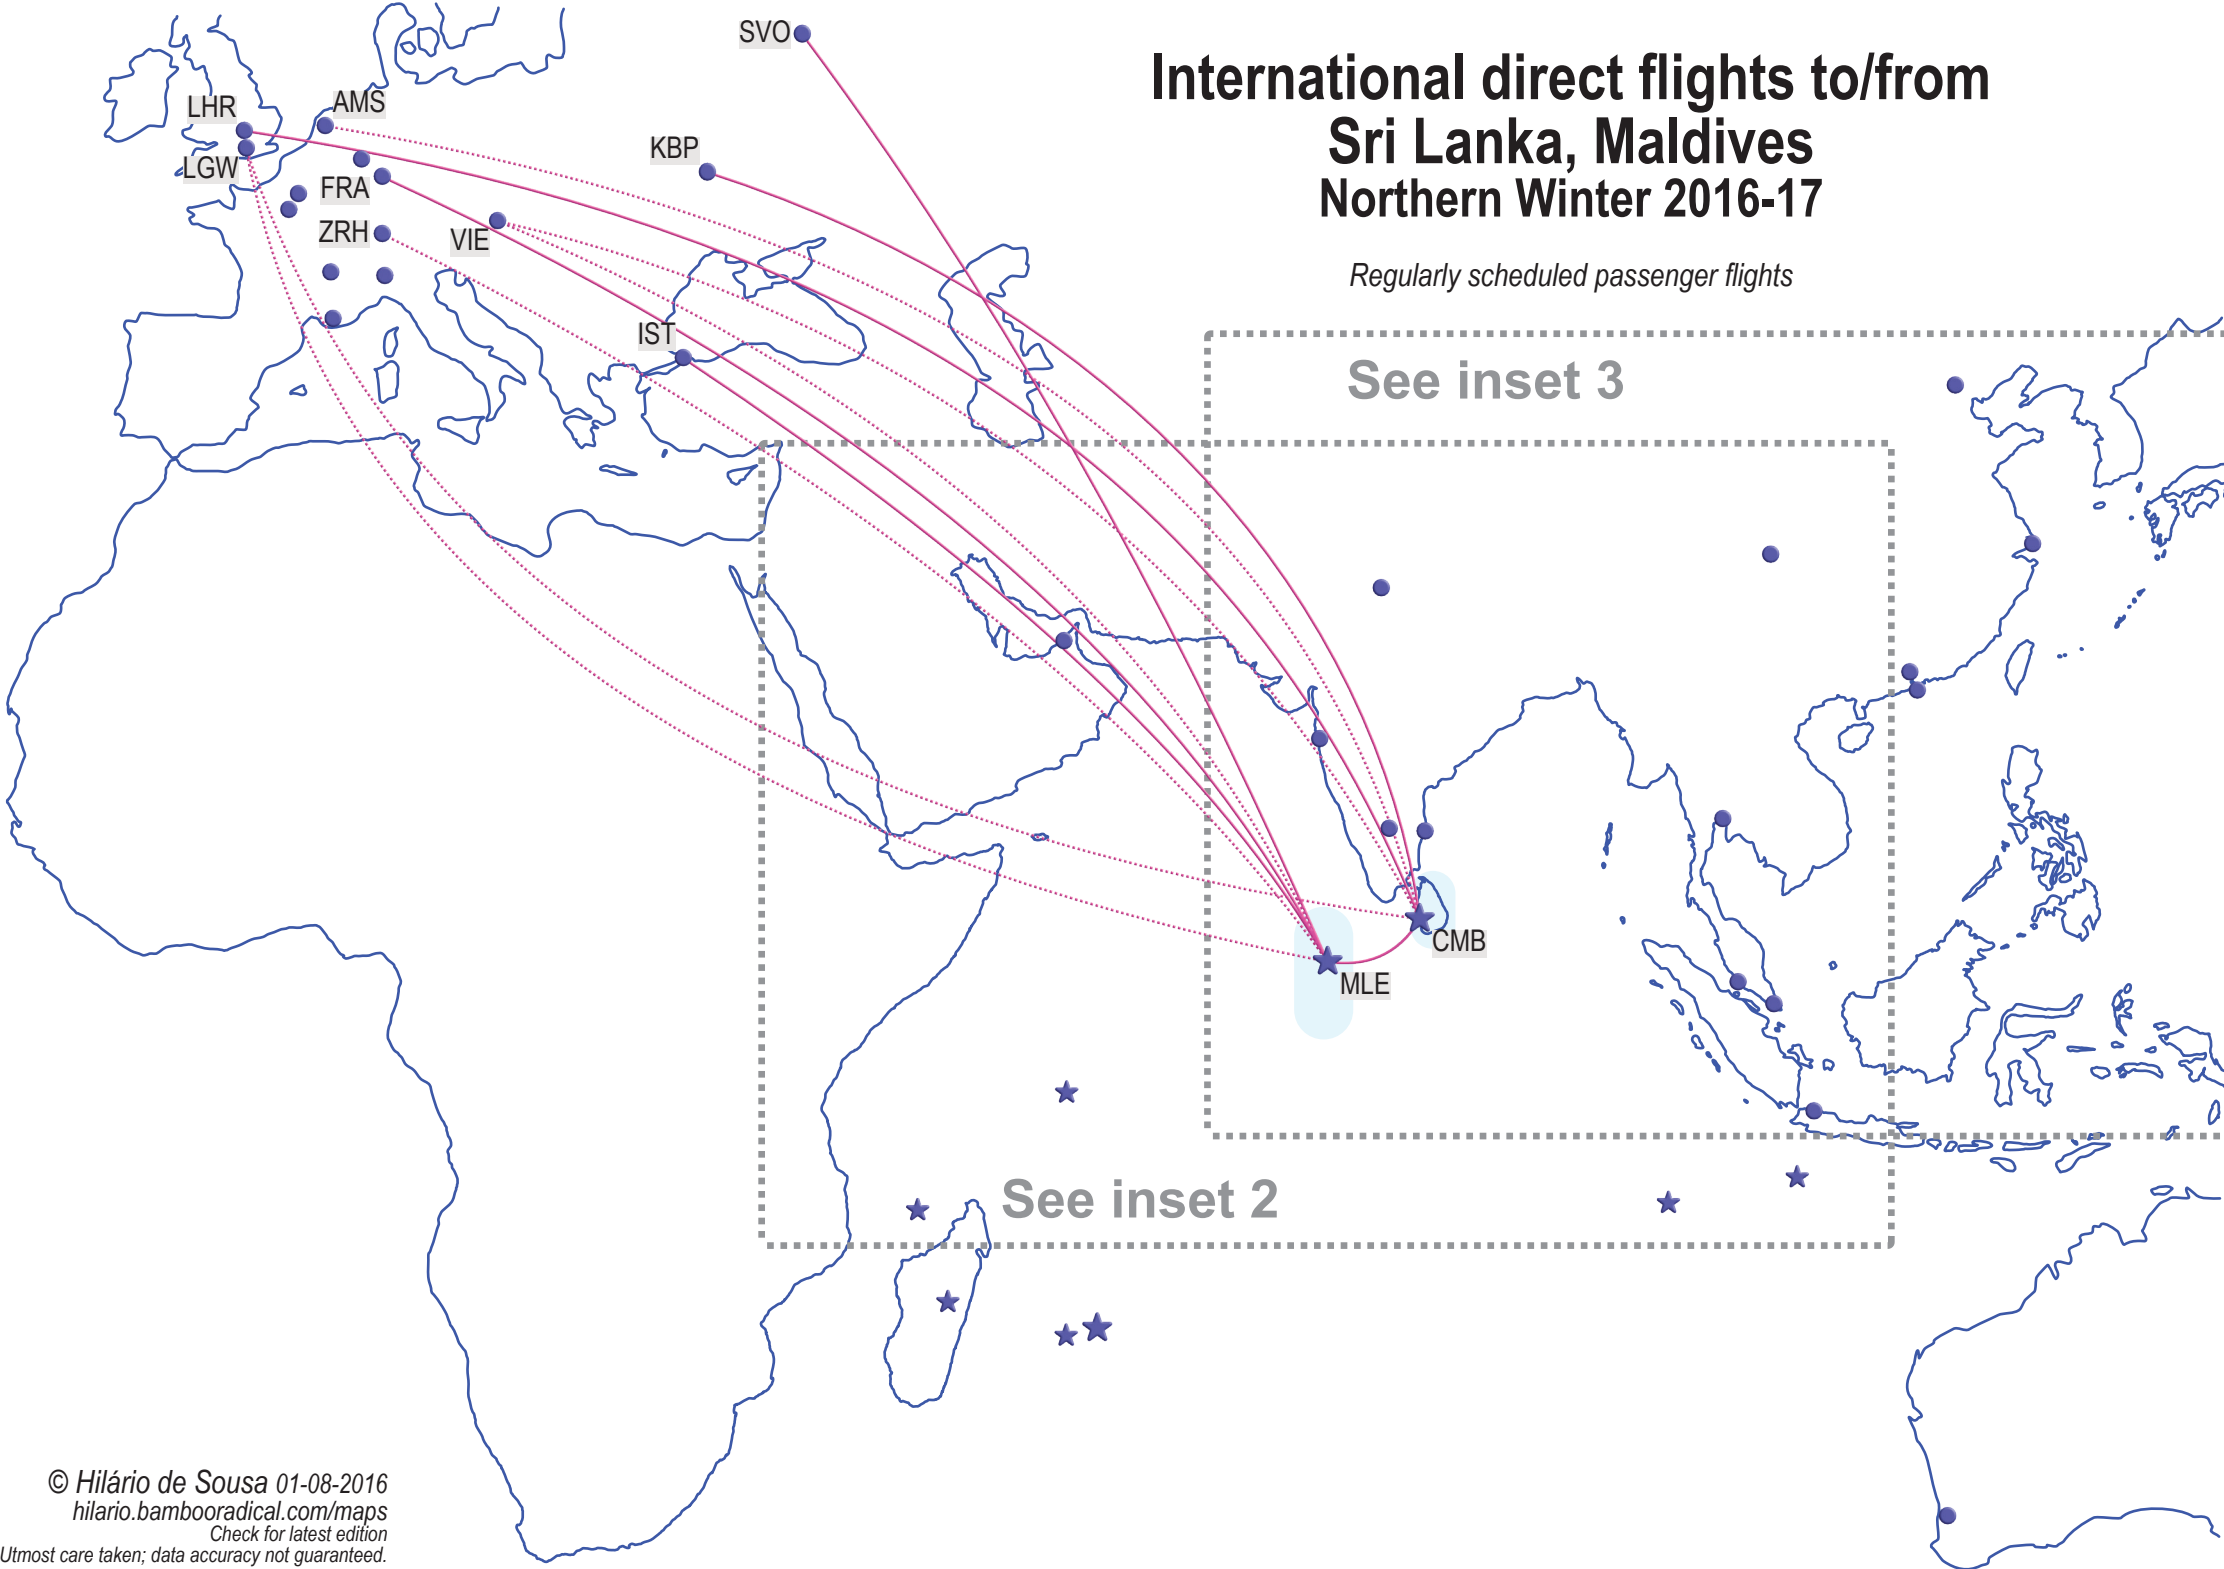 SVO
International direct flights to/from
Sri Lanka, Maldives
Northern Winter 2016-17
Regularly scheduled passenger flights
LHR
AMS
LGW
KBP
FRA
ZRH
VIE
IST
See inset 3
CMB
MLE
See inset 2
© Hilário de Sousa 01-08-2016
hilario.bambooradical.com/maps
Check for latest edition
Utmost care taken; data accuracy not guaranteed.